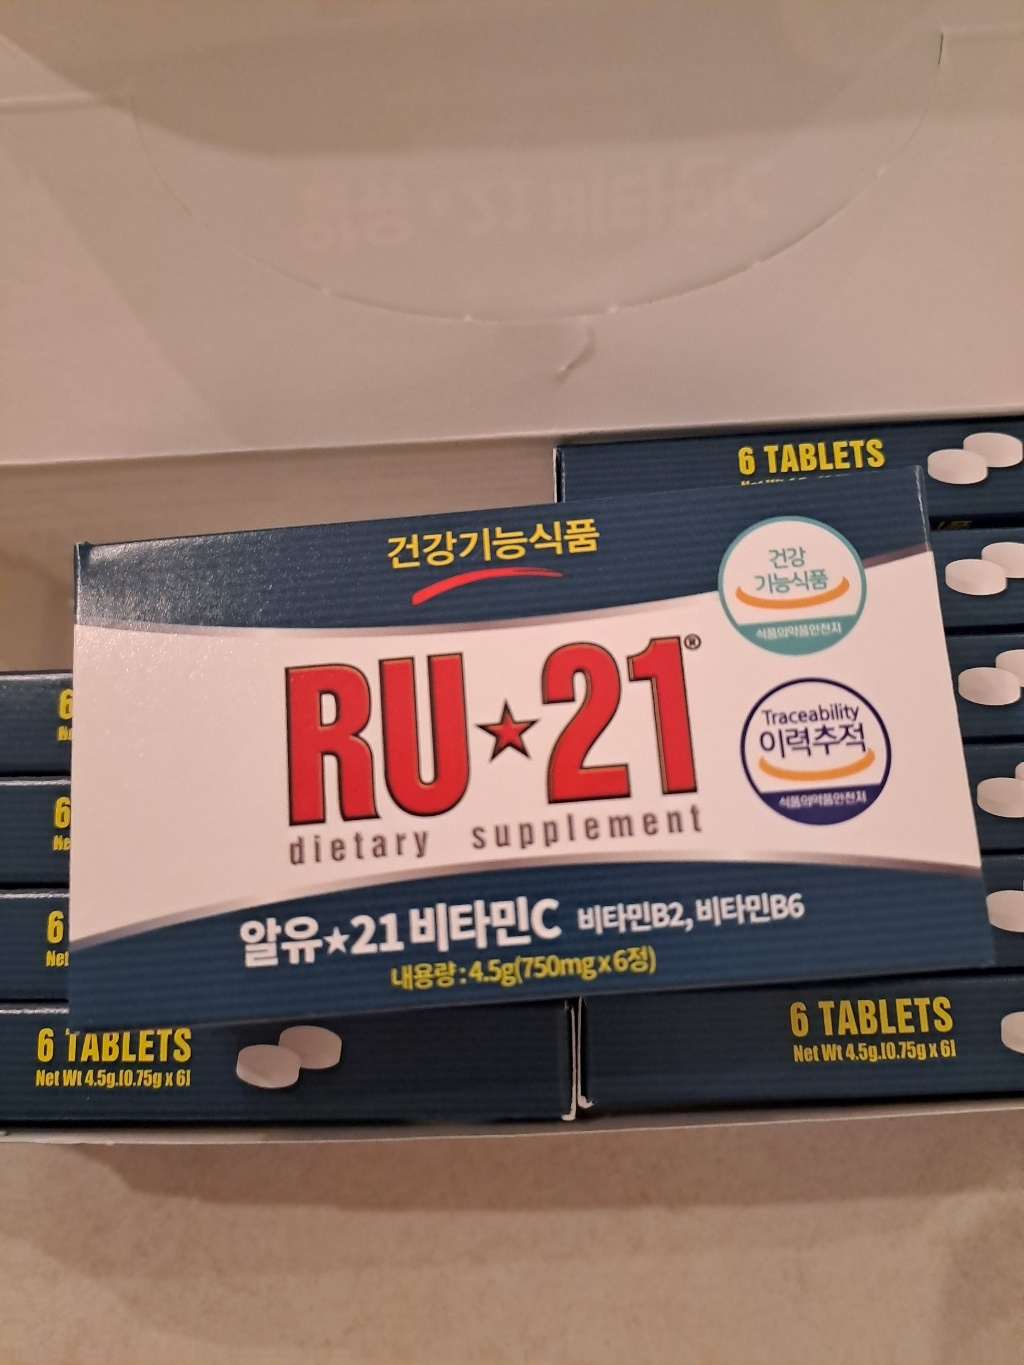 6 TABLETS
건강기능식품
건강
기능식품
식품의약품안전처
RU★21®
dietary supplement
Traceability
이력추적
식품의약품안전처
알유★21 비타민C 비타민B2, 비타민B6
내용량 : 4.5g(750mg x 6정)
6
6
6
Net
6 TABLETS
Net Wt 4.5g.[0.75g x 6]
6 TABLETS
Net Wt 4.5g.[0.75g x 6]